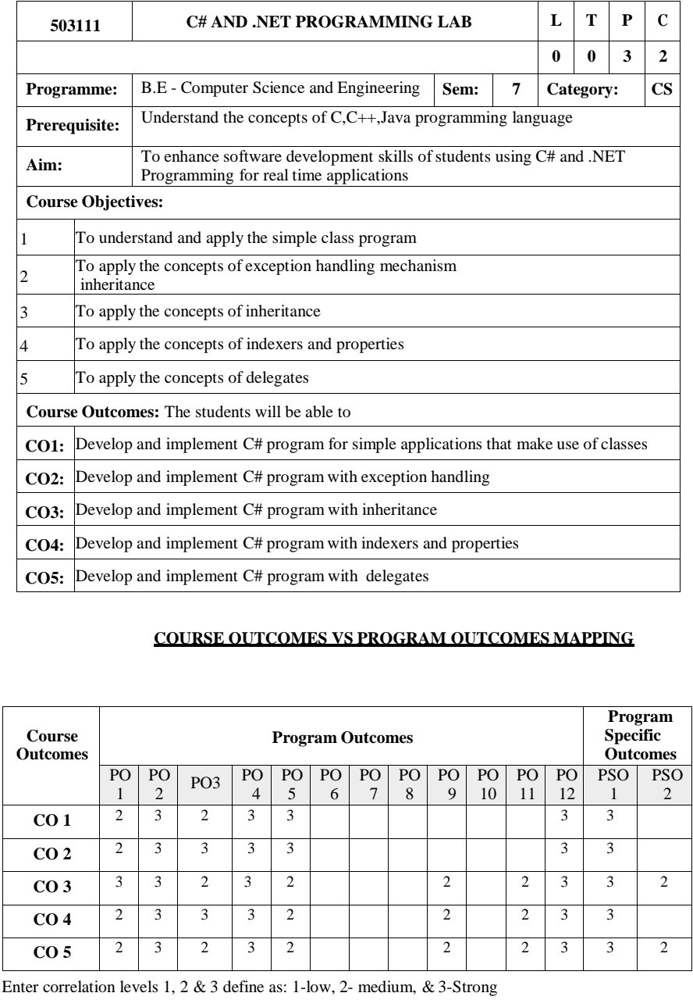 503111 C# AND .NET PROGRAMMING LAB L T P C
0 0 3 2
Programme: B.E - Computer Science and Engineering Sem: 7 Category: CS
Prerequisite: Understand the concepts of C,C++,Java programming language
Aim: To enhance software development skills of students using C# and .NET
Programming for real time applications
Course Objectives:
1 To understand and apply the simple class program
2 To apply the concepts of exception handling mechanism
inheritance
3 To apply the concepts of inheritance
4 To apply the concepts of indexers and properties
5 To apply the concepts of delegates
Course Outcomes: The students will be able to
CO1: Develop and implement C# program for simple applications that make use of classes
CO2: Develop and implement C# program with exception handling
CO3: Develop and implement C# program with inheritance
CO4: Develop and implement C# program with indexers and properties
CO5: Develop and implement C# program with delegates
COURSE OUTCOMES VS PROGRAM OUTCOMES MAPPING
Course
Outcomes
Program Outcomes
Program
Specific
Outcomes
PO PO PO3 PO PO PO PO PO PO PO PO PO PSO PSO
1 2 4 5 6 7 8 9 10 11 12 1 2
CO 1 2 3 2 3 3 3 3
CO 2 2 3 3 3 3 3 3
CO 3 3 3 2 3 2 2 2 3 3 2
CO 4 2 3 3 3 2 2 2 3 3
CO 5 2 3 2 3 2 2 2 3 3 2
Enter correlation levels 1, 2 & 3 define as: 1-low, 2- medium, & 3-Strong